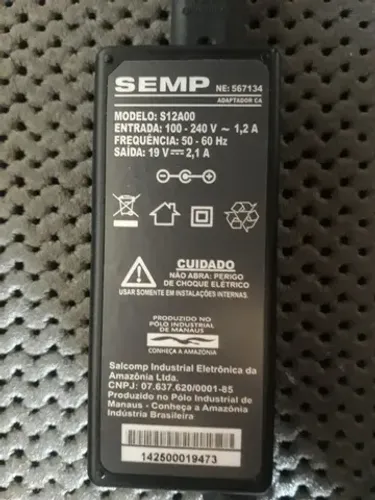 SEMP NE: 567134
ADAPTADOR CA
MODELO: S12A00
ENTRADA: 100 - 240 V ~ 1,2 A
FREQUÊNCIA: 50 - 60 Hz
SAÍDA: 19 V ⎓ 2,1 A
CUIDADO
NÃO ABRA: PERIGO
DE CHOQUE ELÉTRICO
USAR SOMENTE EM INSTALAÇÕES INTERNAS.
PRODUZIDO NO
PÓLO INDUSTRIAL
DE MANAUS
CONHEÇA A AMAZÔNIA
Salcomp Industrial Eletrônica da
Amazônia Ltda.
CNPJ: 07.637.620/0001-85
Produzido no Pólo Industrial de
Manaus - Conheça a Amazônia
Indústria Brasileira
142500019473